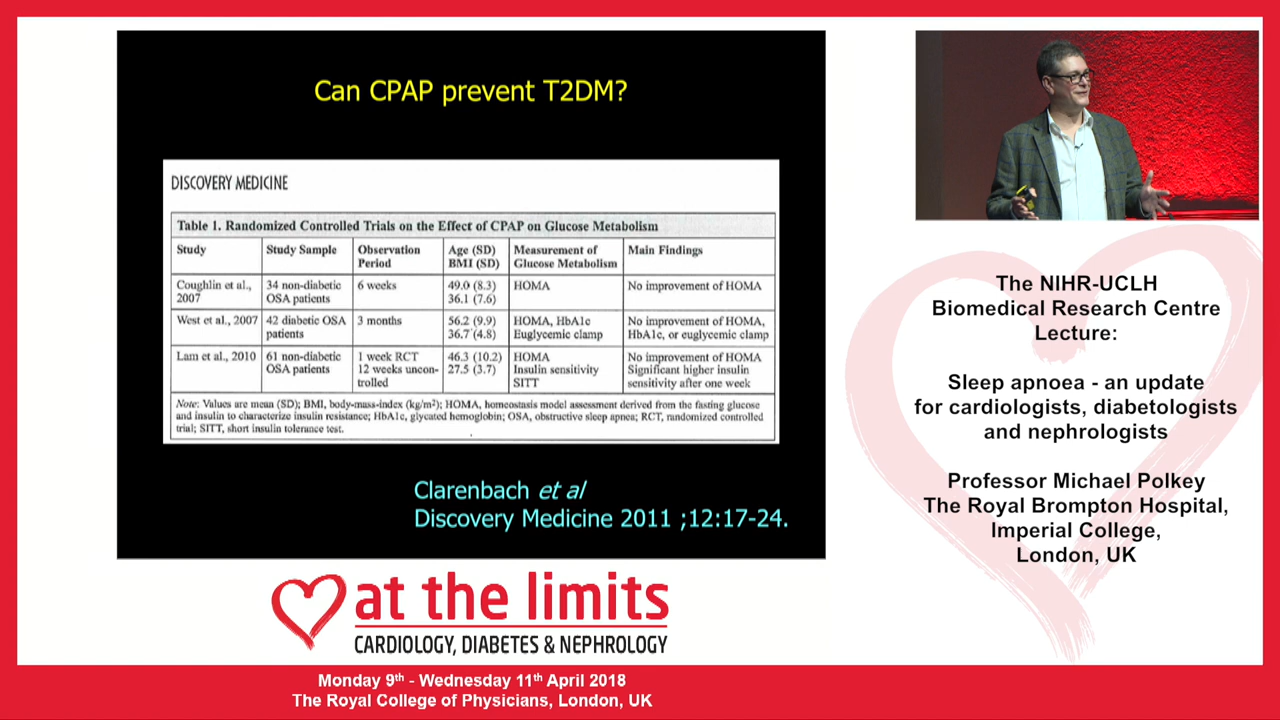 Can CPAP prevent T2DM?
DISCOVERY MEDICINE
Table 1. Randomized Controlled Trials on the Effect of CPAP on Glucose Metabolism
Study Study Sample Observation Period Age (SD) BMI (SD) Measurement of Glucose Metabolism Main Findings
Coughlin et al., 2007 34 non-diabetic OSA patients 6 weeks 49.0 (8.3) 36.1 (7.6) HOMA No improvement of HOMA
West et al., 2007 42 diabetic OSA patients 3 months 56.2 (9.9) 36.7 (4.8) HOMA, HbA1c Euglycemic clamp No improvement of HOMA, HbA1c, or euglycemic clamp
Lam et al., 2010 61 non-diabetic OSA patients 1 week RCT 12 weeks uncon- trolled 46.3 (10.2) 27.5 (3.7) HOMA Insulin sensitivity SITT No improvement of HOMA Significant higher insulin sensitivity after one week
Note: Values are mean (SD); BMI, body-mass-index (kg/m²); HOMA, homeostasis model assessment derived from the fasting glucose
and insulin to characterize insulin resistance; HbA1c, glycated hemoglobin; OSA, obstructive sleep apnea; RCT, randomized controlled
trial; SITT, short insulin tolerance test.
Clarenbach et al
Discovery Medicine 2011 ;12:17-24.
The NIHR-UCLH
Biomedical Research Centre
Lecture:
Sleep apnoea - an update
for cardiologists, diabetologists
and nephrologists
Professor Michael Polkey
The Royal Brompton Hospital,
Imperial College,
London, UK
at the limits
CARDIOLOGY, DIABETES & NEPHROLOGY
Monday 9th - Wednesday 11th April 2018
The Royal College of Physicians, London, UK